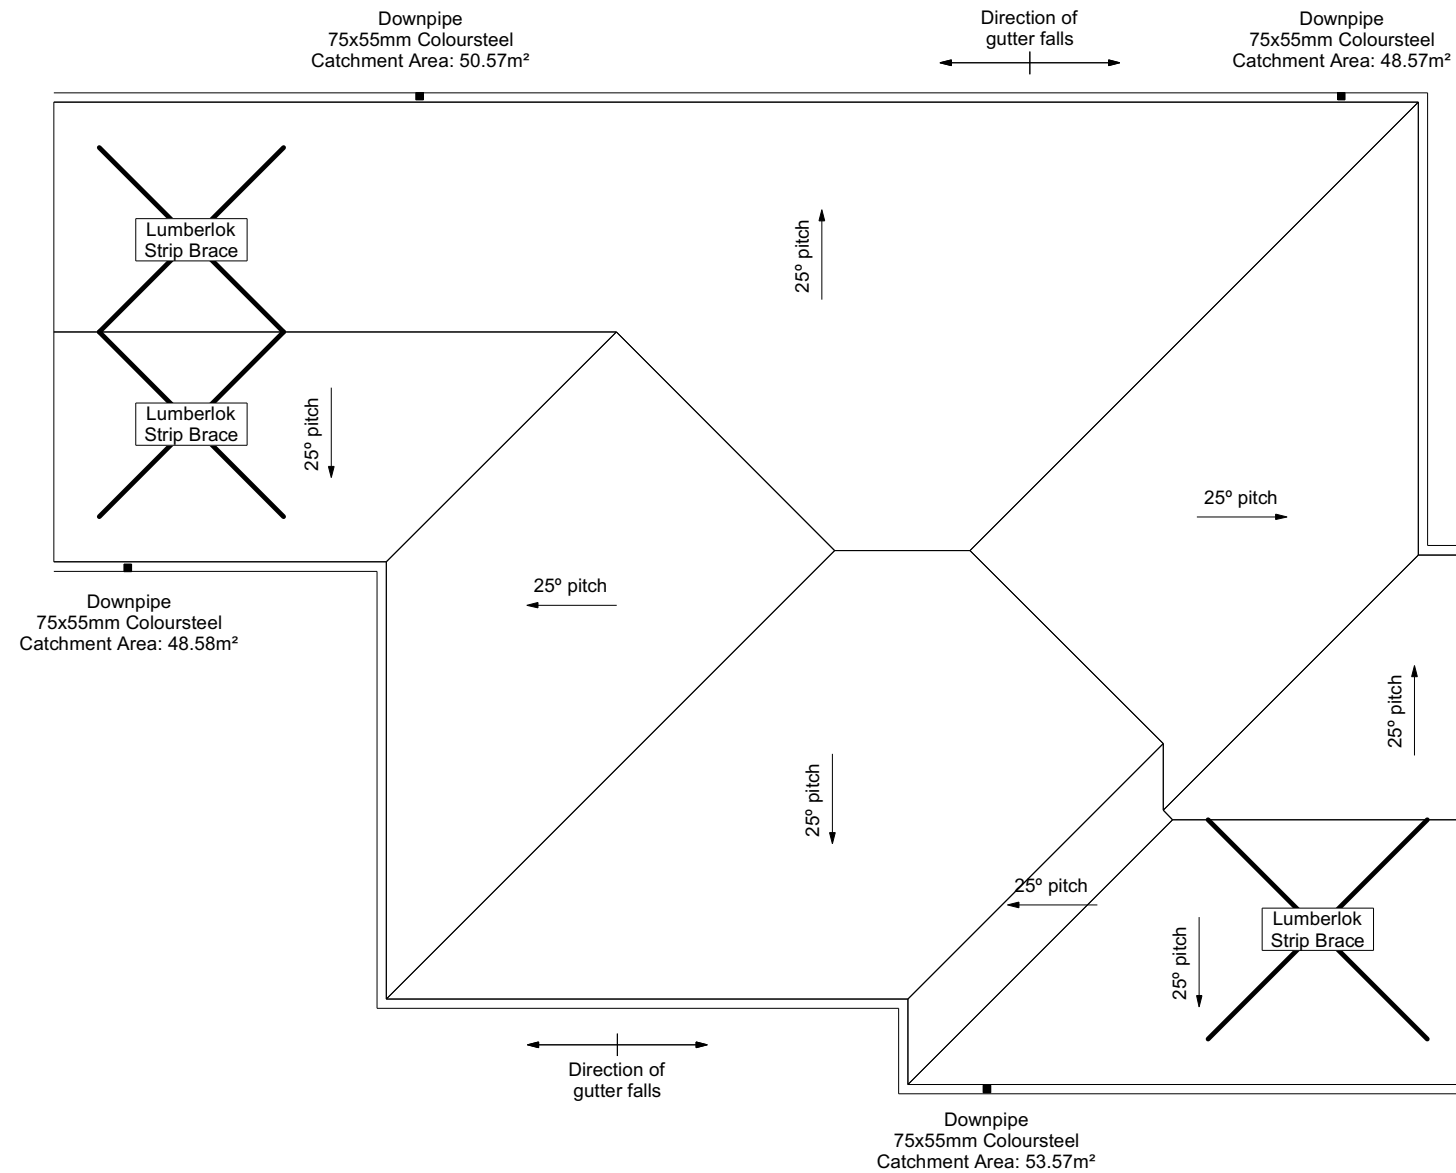 Downpipe
75x55mm Coloursteel
Catchment Area: 50.57m²
Direction of
gutter falls
Downpipe
75x55mm Coloursteel
Catchment Area: 48.57m²
Lumberlok
Strip Brace
25º pitch
Lumberlok
Strip Brace
25º pitch
25º pitch
25º pitch
Downpipe
75x55mm Coloursteel
Catchment Area: 48.58m²
25º pitch
25º pitch
25º pitch
Lumberlok
Strip Brace
25º pitch
Direction of
gutter falls
Downpipe
75x55mm Coloursteel
Catchment Area: 53.57m²